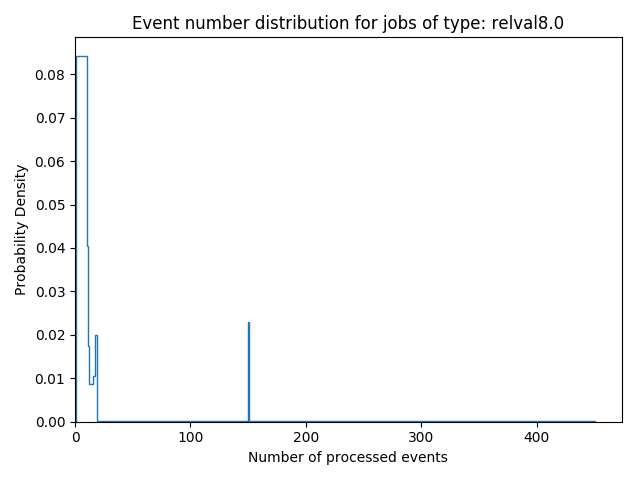 Event number distribution for jobs of type: relval8.0
Probability Density
0.08
0.07
0.06
0.05
0.04
0.03
0.02
0.01
0.00
0 100 200 300 400
Number of processed events